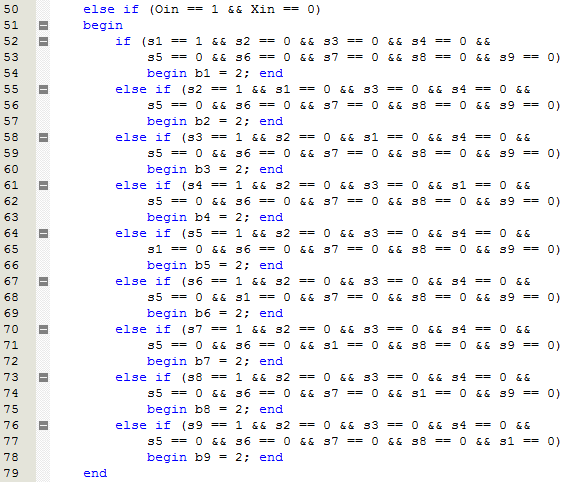 50 else if (Oin == 1 && Xin == 0)
51 begin
52 if (s1 == 1 && s2 == 0 && s3 == 0 && s4 == 0 &&
53 s5 == 0 && s6 == 0 && s7 == 0 && s8 == 0 && s9 == 0)
54 begin b1 = 2; end
55 else if (s2 == 1 && s1 == 0 && s3 == 0 && s4 == 0 &&
56 s5 == 0 && s6 == 0 && s7 == 0 && s8 == 0 && s9 == 0)
57 begin b2 = 2; end
58 else if (s3 == 1 && s2 == 0 && s1 == 0 && s4 == 0 &&
59 s5 == 0 && s6 == 0 && s7 == 0 && s8 == 0 && s9 == 0)
60 begin b3 = 2; end
61 else if (s4 == 1 && s2 == 0 && s3 == 0 && s1 == 0 &&
62 s5 == 0 && s6 == 0 && s7 == 0 && s8 == 0 && s9 == 0)
63 begin b4 = 2; end
64 else if (s5 == 1 && s2 == 0 && s3 == 0 && s4 == 0 &&
65 s1 == 0 && s6 == 0 && s7 == 0 && s8 == 0 && s9 == 0)
66 begin b5 = 2; end
67 else if (s6 == 1 && s2 == 0 && s3 == 0 && s4 == 0 &&
68 s5 == 0 && s1 == 0 && s7 == 0 && s8 == 0 && s9 == 0)
69 begin b6 = 2; end
70 else if (s7 == 1 && s2 == 0 && s3 == 0 && s4 == 0 &&
71 s5 == 0 && s6 == 0 && s1 == 0 && s8 == 0 && s9 == 0)
72 begin b7 = 2; end
73 else if (s8 == 1 && s2 == 0 && s3 == 0 && s4 == 0 &&
74 s5 == 0 && s6 == 0 && s7 == 0 && s1 == 0 && s9 == 0)
75 begin b8 = 2; end
76 else if (s9 == 1 && s2 == 0 && s3 == 0 && s4 == 0 &&
77 s5 == 0 && s6 == 0 && s7 == 0 && s8 == 0 && s1 == 0)
78 begin b9 = 2; end
79 end